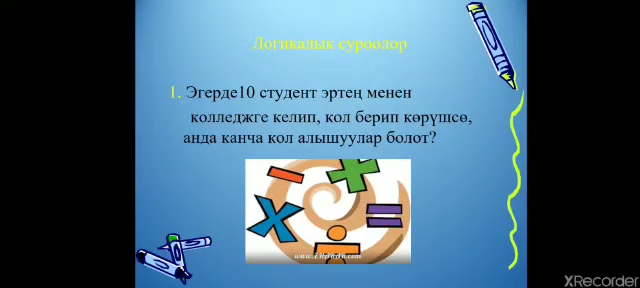 Логикалык суроолор
1. Эгерде10 студент эртең менен
колледжге келип, кол берип көрүшсө,
анда канча кол алышуулар болот?
XRecorder